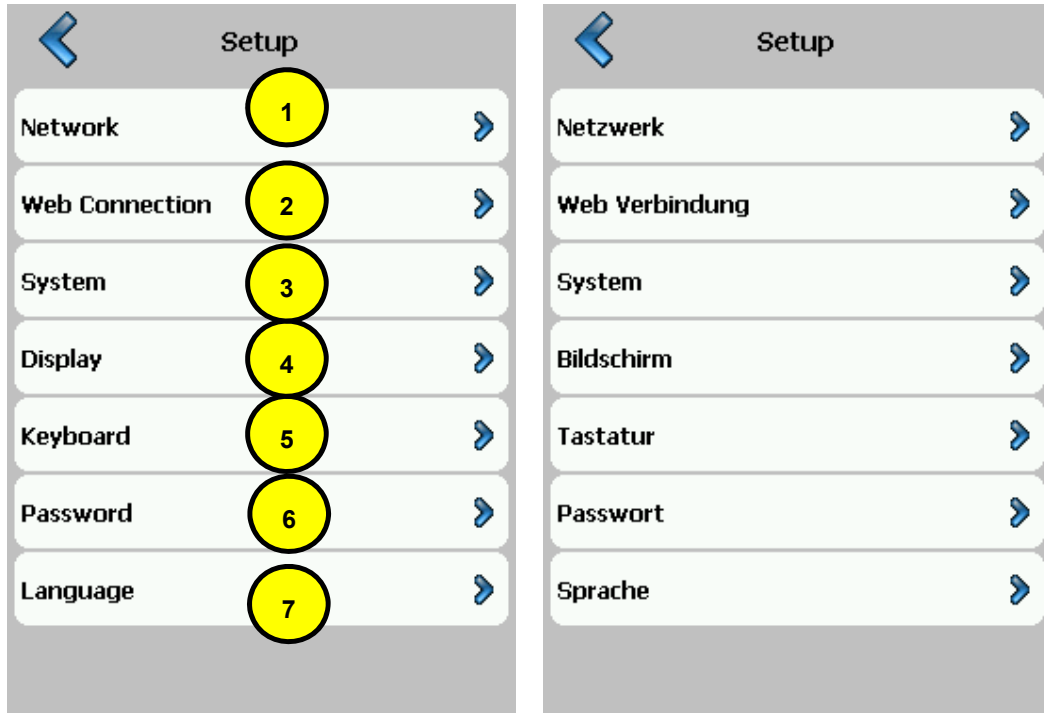 Setup
Network 1
Web Connection 2
System 3
Display 4
Keyboard 5
Password 6
Language 7
Setup
Netzwerk
Web Verbindung
System
Bildschirm
Tastatur
Passwort
Sprache